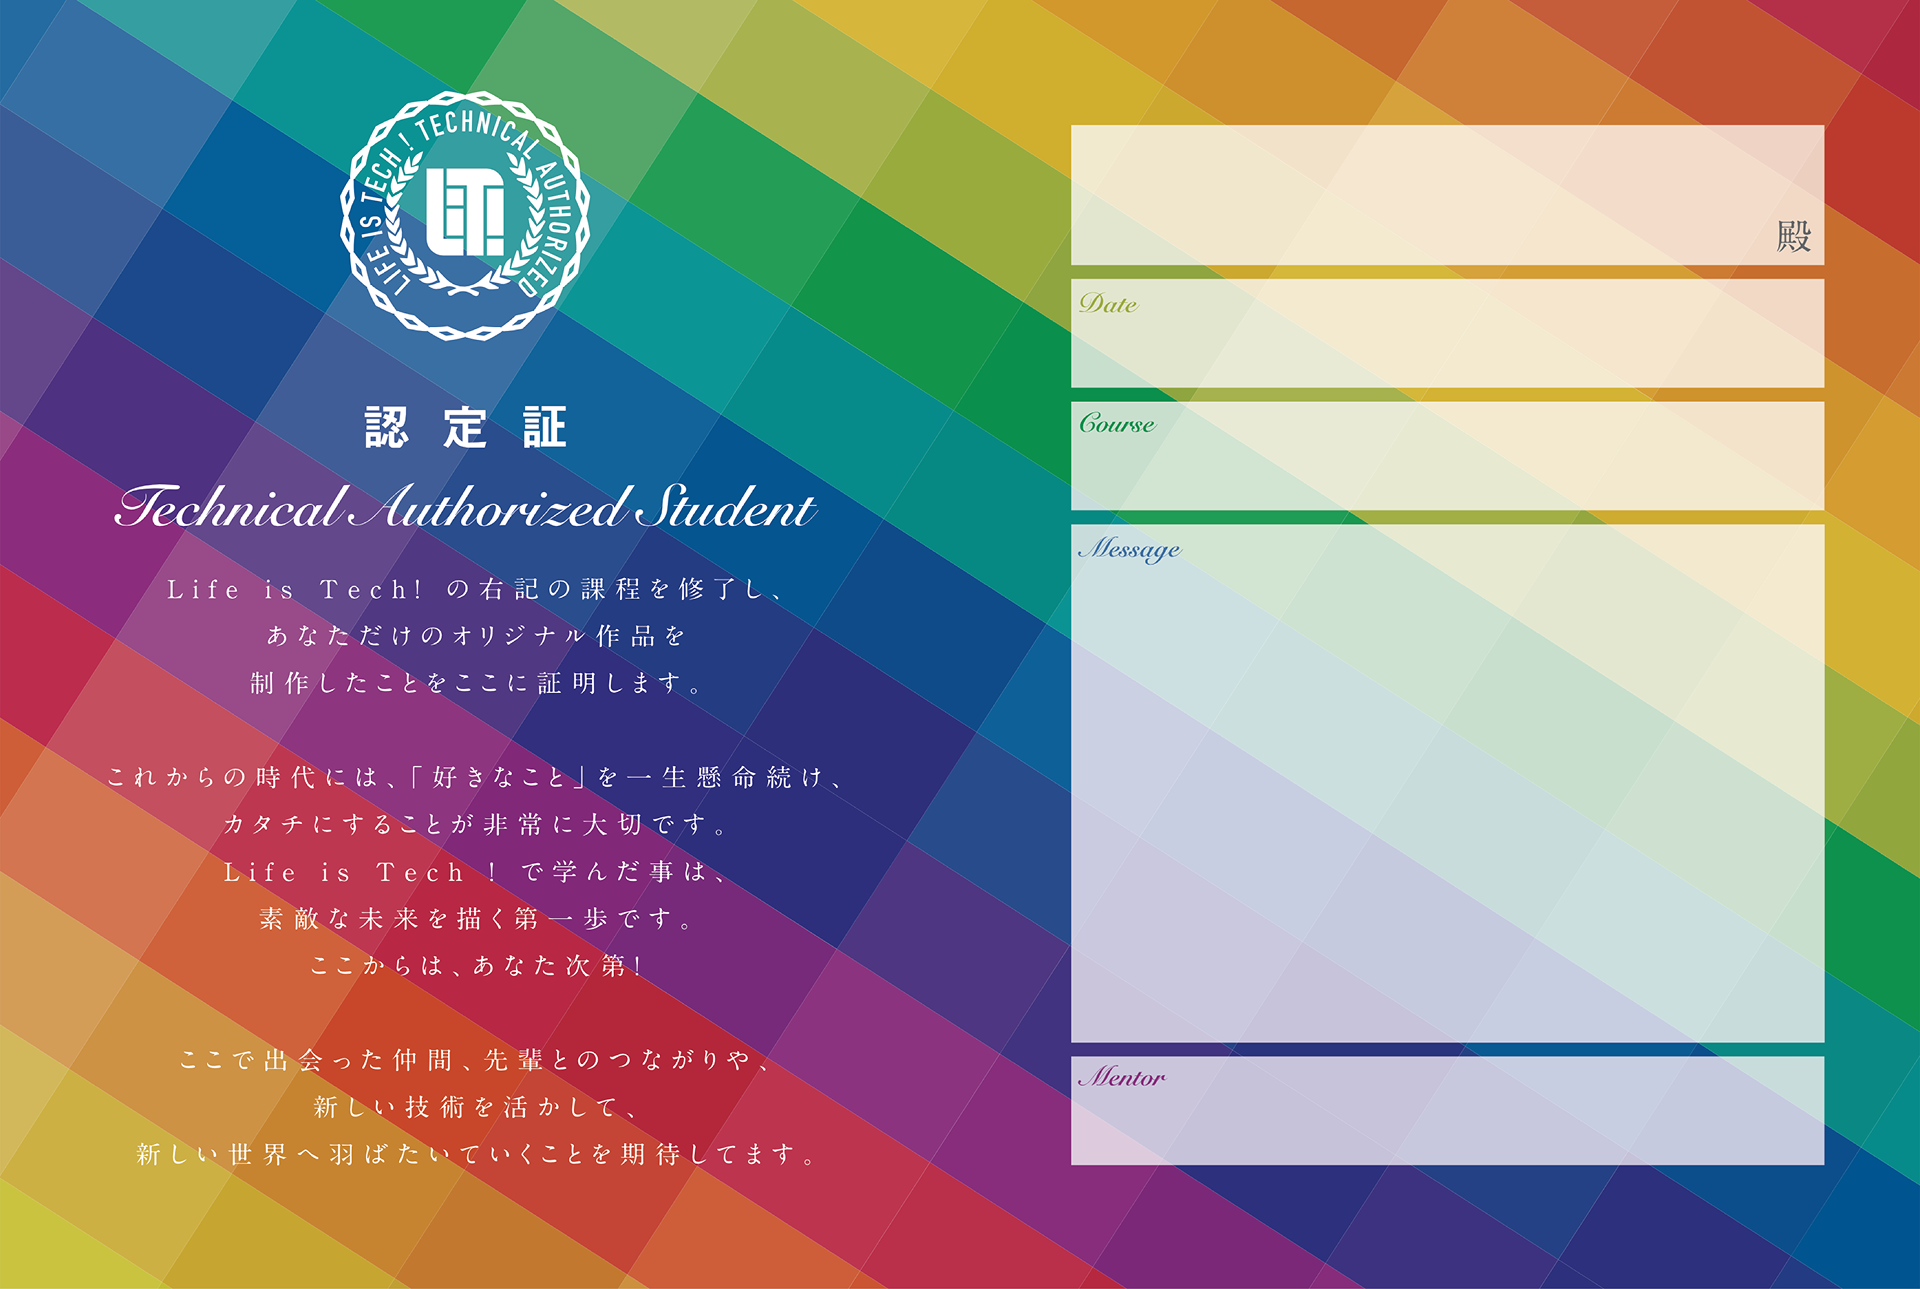 LIFE IS TECH ! TECHNICAL AUTHORIZED
LiT!
認定証
Technical Authorized Student
Life is Tech! の右記の課程を修了し、
あなただけのオリジナル作品を
制作したことをここに証明します。
これからの時代には、「好きなこと」を一生懸命続け、
カタチにすることが非常に大切です。
Life is Tech ! で学んだ事は、
素敵な未来を描く第一歩です。
ここからは、あなた次第!
ここで出会った仲間、先輩とのつながりや、
新しい技術を活かして、
新しい世界へ羽ばたいていくことを期待してます。
殿
Date
Course
Message
Mentor